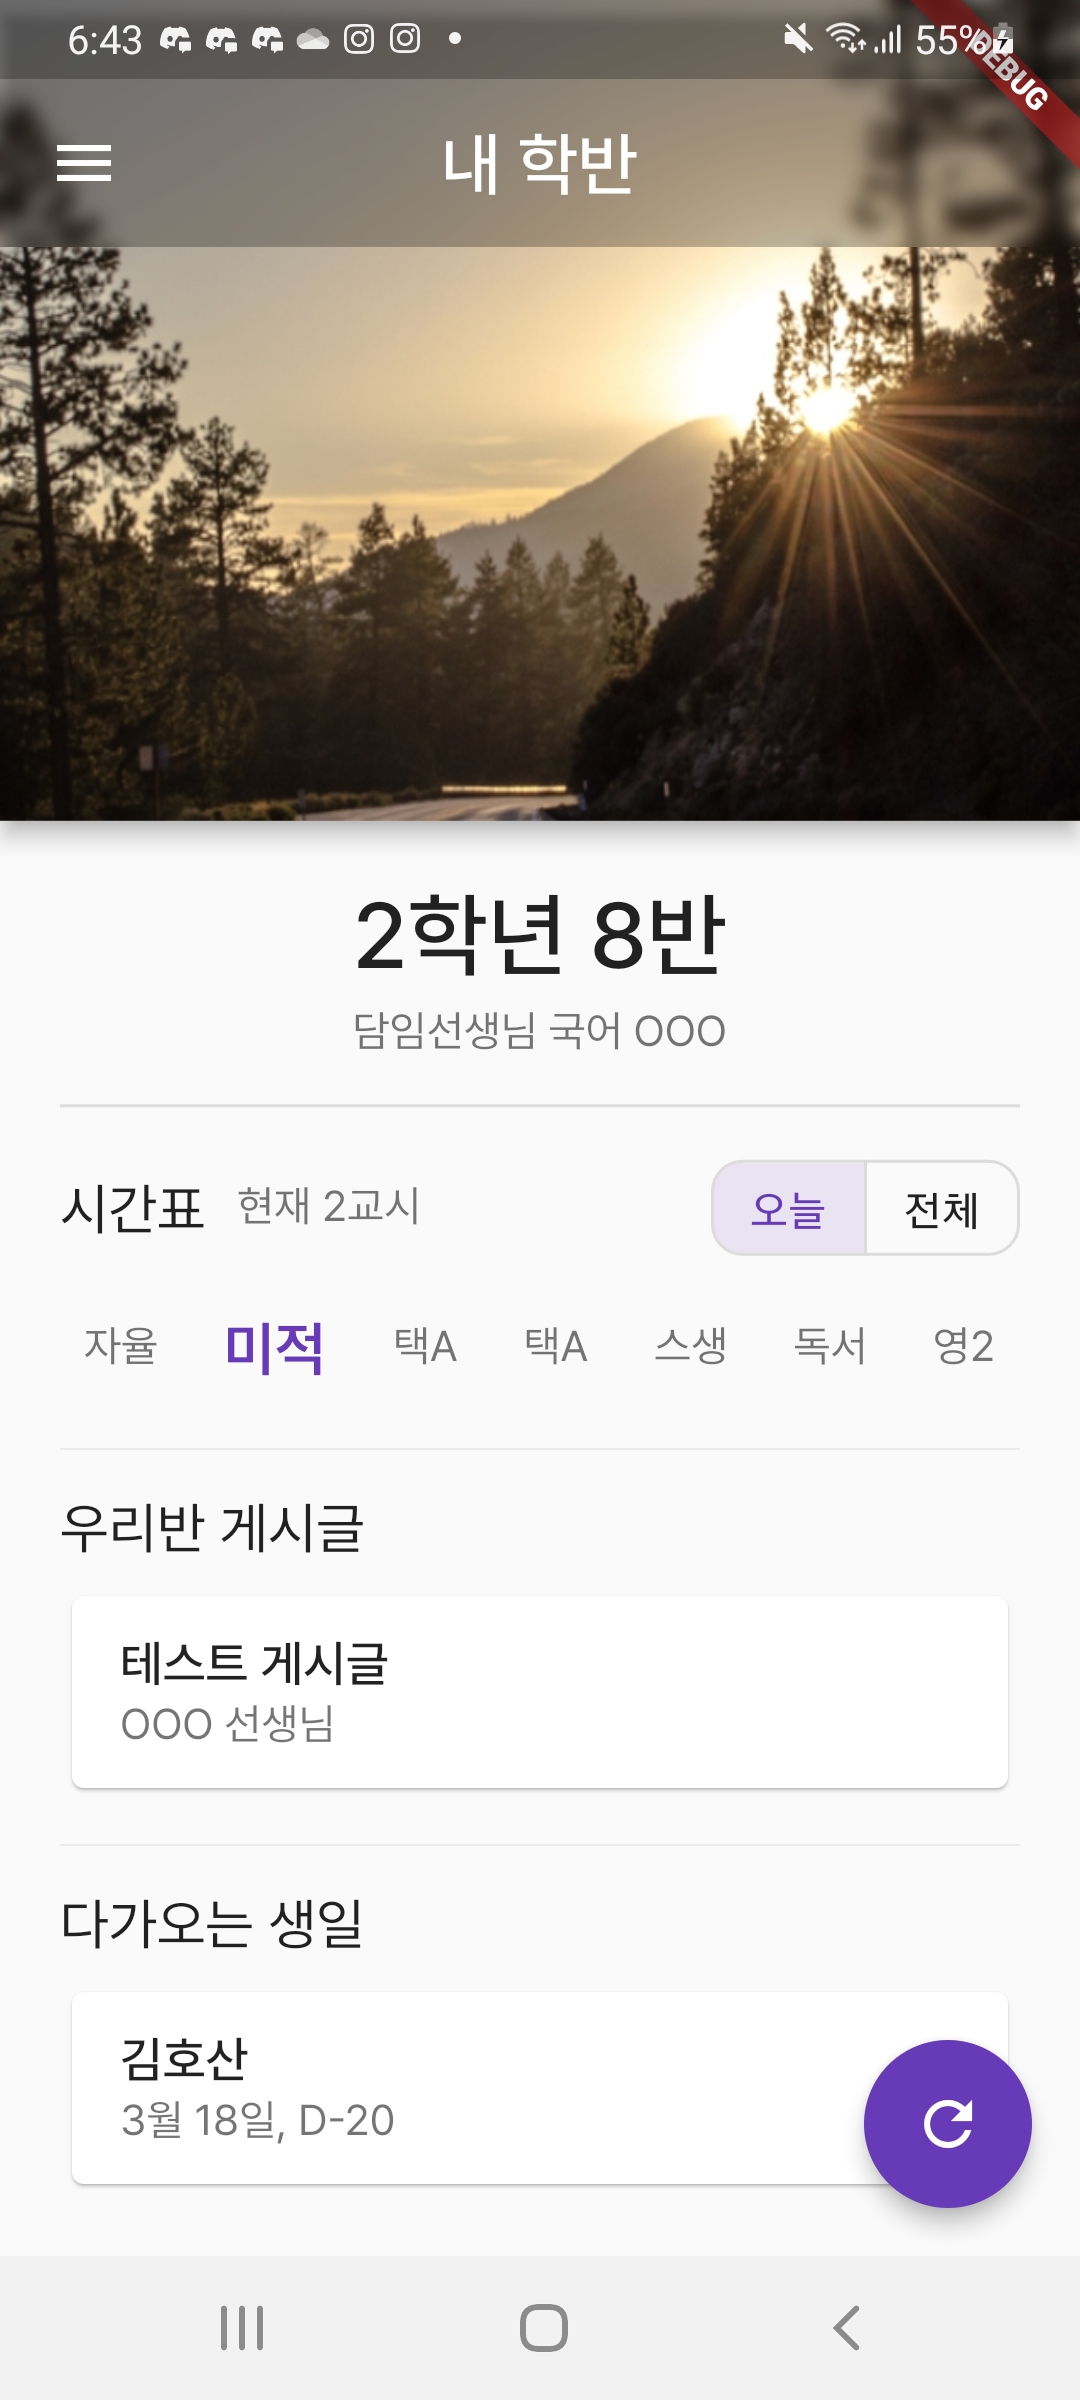 6:43 55%
DEBUG
내 학반
2학년 8반
담임선생님 국어 OOO
시간표 현재 2교시 오늘 전체
자율 미적 택A 택A 스생 독서 영2
우리반 게시글
테스트 게시글
OOO 선생님
다가오는 생일
김호산
3월 18일, D-20